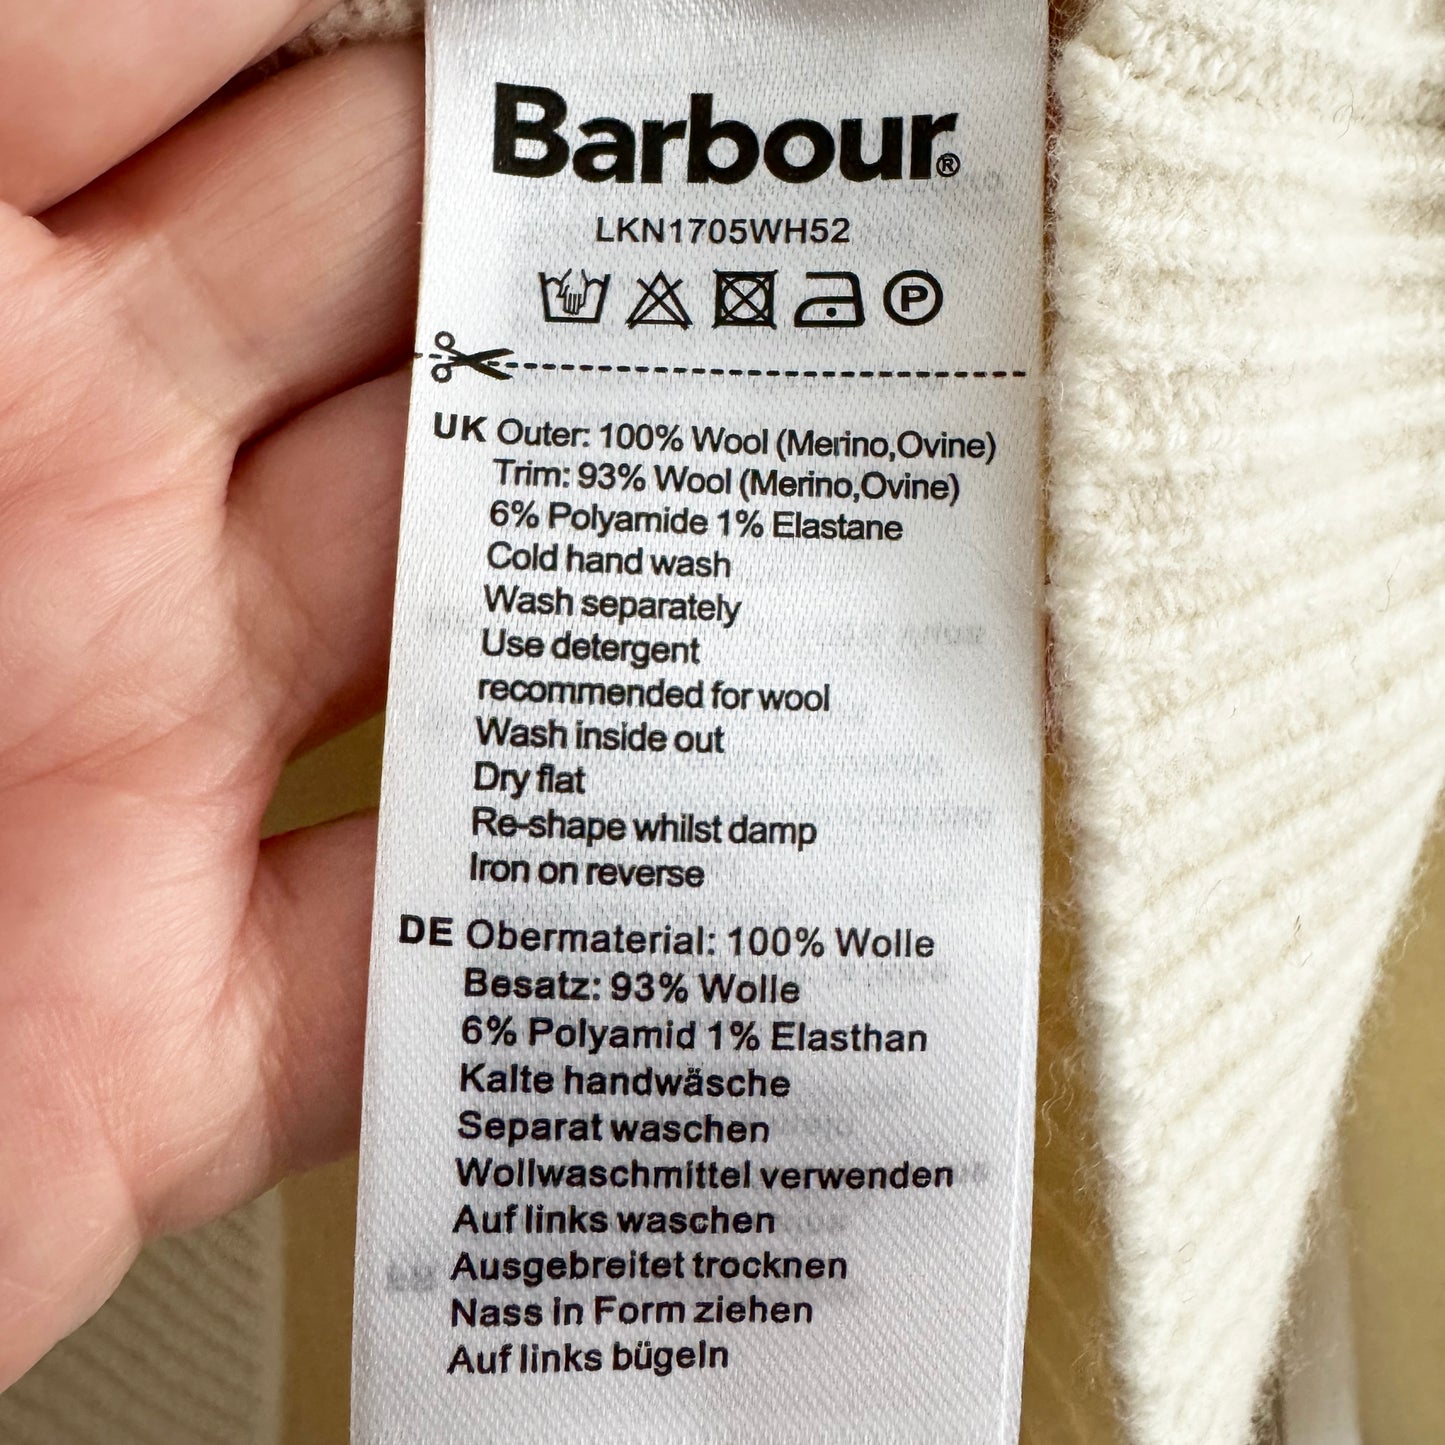 Barbour®
LKN1705WH52
P
UK Outer: 100% Wool (Merino,Ovine)
Trim: 93% Wool (Merino,Ovine)
6% Polyamide 1% Elastane
Cold hand wash
Wash separately
Use detergent
recommended for wool
Wash inside out
Dry flat
Re-shape whilst damp
Iron on reverse
DE Obermaterial: 100% Wolle
Besatz: 93% Wolle
6% Polyamid 1% Elasthan
Kalte handwäsche
Separat waschen
Wollwaschmittel verwenden
Auf links waschen
Ausgebreitet trocknen
Nass in Form ziehen
Auf links bügeln